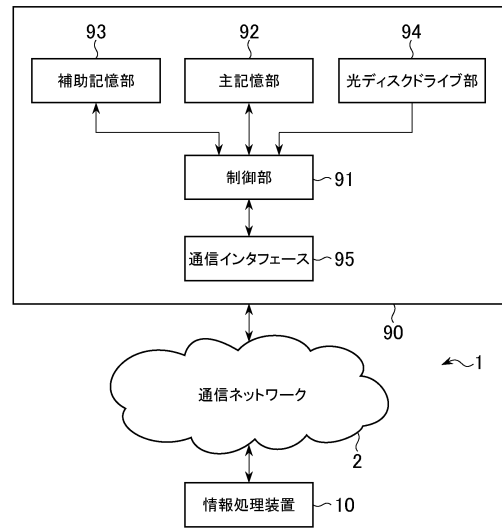 93
92
94
補助記憶部
主記憶部
光ディスクドライブ部
制御部
91
通信インタフェース
95
90
1
通信ネットワーク
2
情報処理装置
10